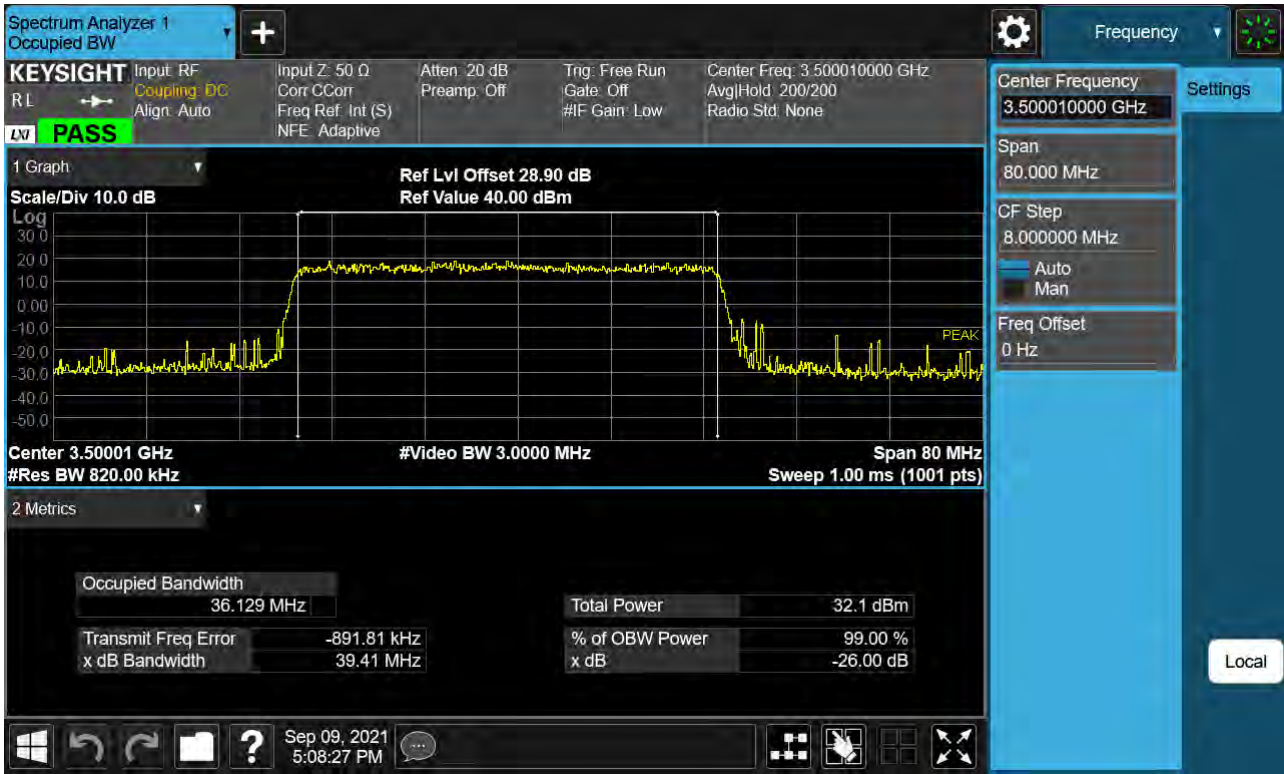 Spectrum Analyzer 1
Occupied BW
+
Frequency
KEYSIGHT
RL
LXI
PASS
Input: RF
Coupling: DC
Align: Auto
Input Z: 50 Ω
Corr CCorr
Freq Ref: Int (S)
NFE: Adaptive
Atten: 20 dB
Preamp: Off
Trig: Free Run
Gate: Off
#IF Gain: Low
Center Freq: 3.500010000 GHz
Avg|Hold: 200/200
Radio Std: None
Center Frequency
3.500010000 GHz
Settings
Span
80.000 MHz
CF Step
8.000000 MHz
Auto
Man
Freq Offset
0 Hz
Local
1 Graph
Scale/Div 10.0 dB
Ref Lvl Offset 28.90 dB
Ref Value 40.00 dBm
Log
30.0
20.0
10.0
0.00
-10.0
-20.0
-30.0
-40.0
-50.0
PEAK
Center 3.50001 GHz
#Video BW 3.0000 MHz
Span 80 MHz
#Res BW 820.00 kHz
Sweep 1.00 ms (1001 pts)
2 Metrics
Occupied Bandwidth
36.129 MHz
Total Power 32.1 dBm
Transmit Freq Error -891.81 kHz
% of OBW Power 99.00 %
x dB Bandwidth 39.41 MHz
x dB -26.00 dB
?
Sep 09, 2021
5:08:27 PM